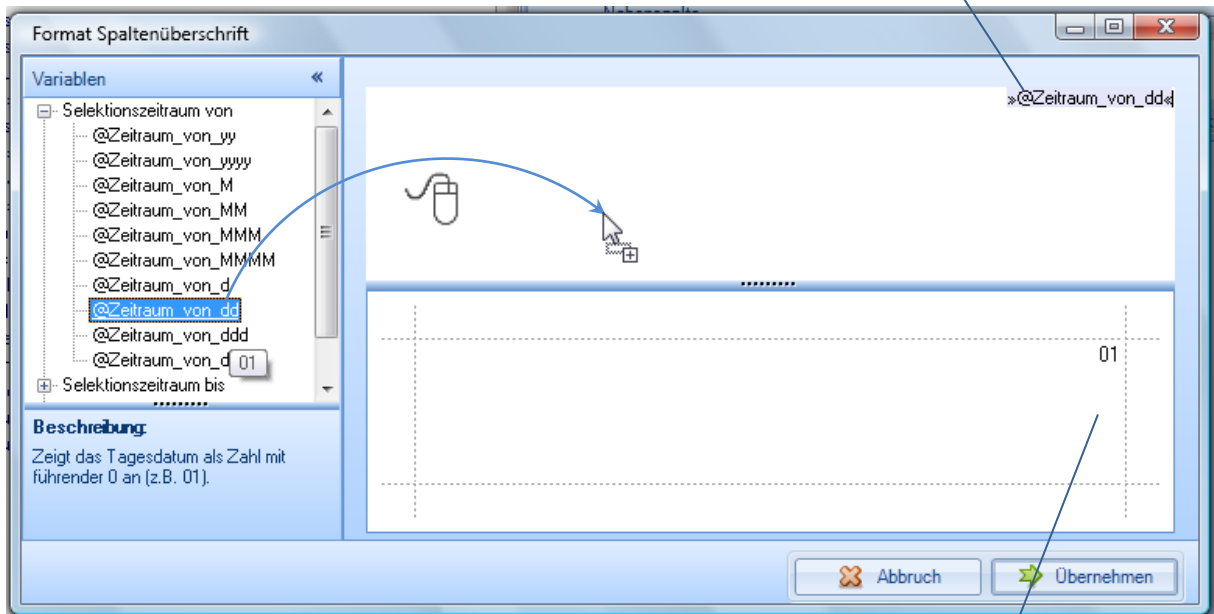 Format Spaltenüberschrift
Variablen
Selektionszeitraum von
@Zeitraum_von_yy
@Zeitraum_von_yyyy
@Zeitraum_von_M
@Zeitraum_von_MM
@Zeitraum_von_MMM
@Zeitraum_von_MMMM
@Zeitraum_von_d
@Zeitraum_von_dd
@Zeitraum_von_ddd
@Zeitraum_von_d
01
Selektionszeitraum bis
Beschreibung:
Zeigt das Tagesdatum als Zahl mit
führender 0 an (z.B. 01).
»@Zeitraum_von_dd«
01
Abbruch
Übernehmen